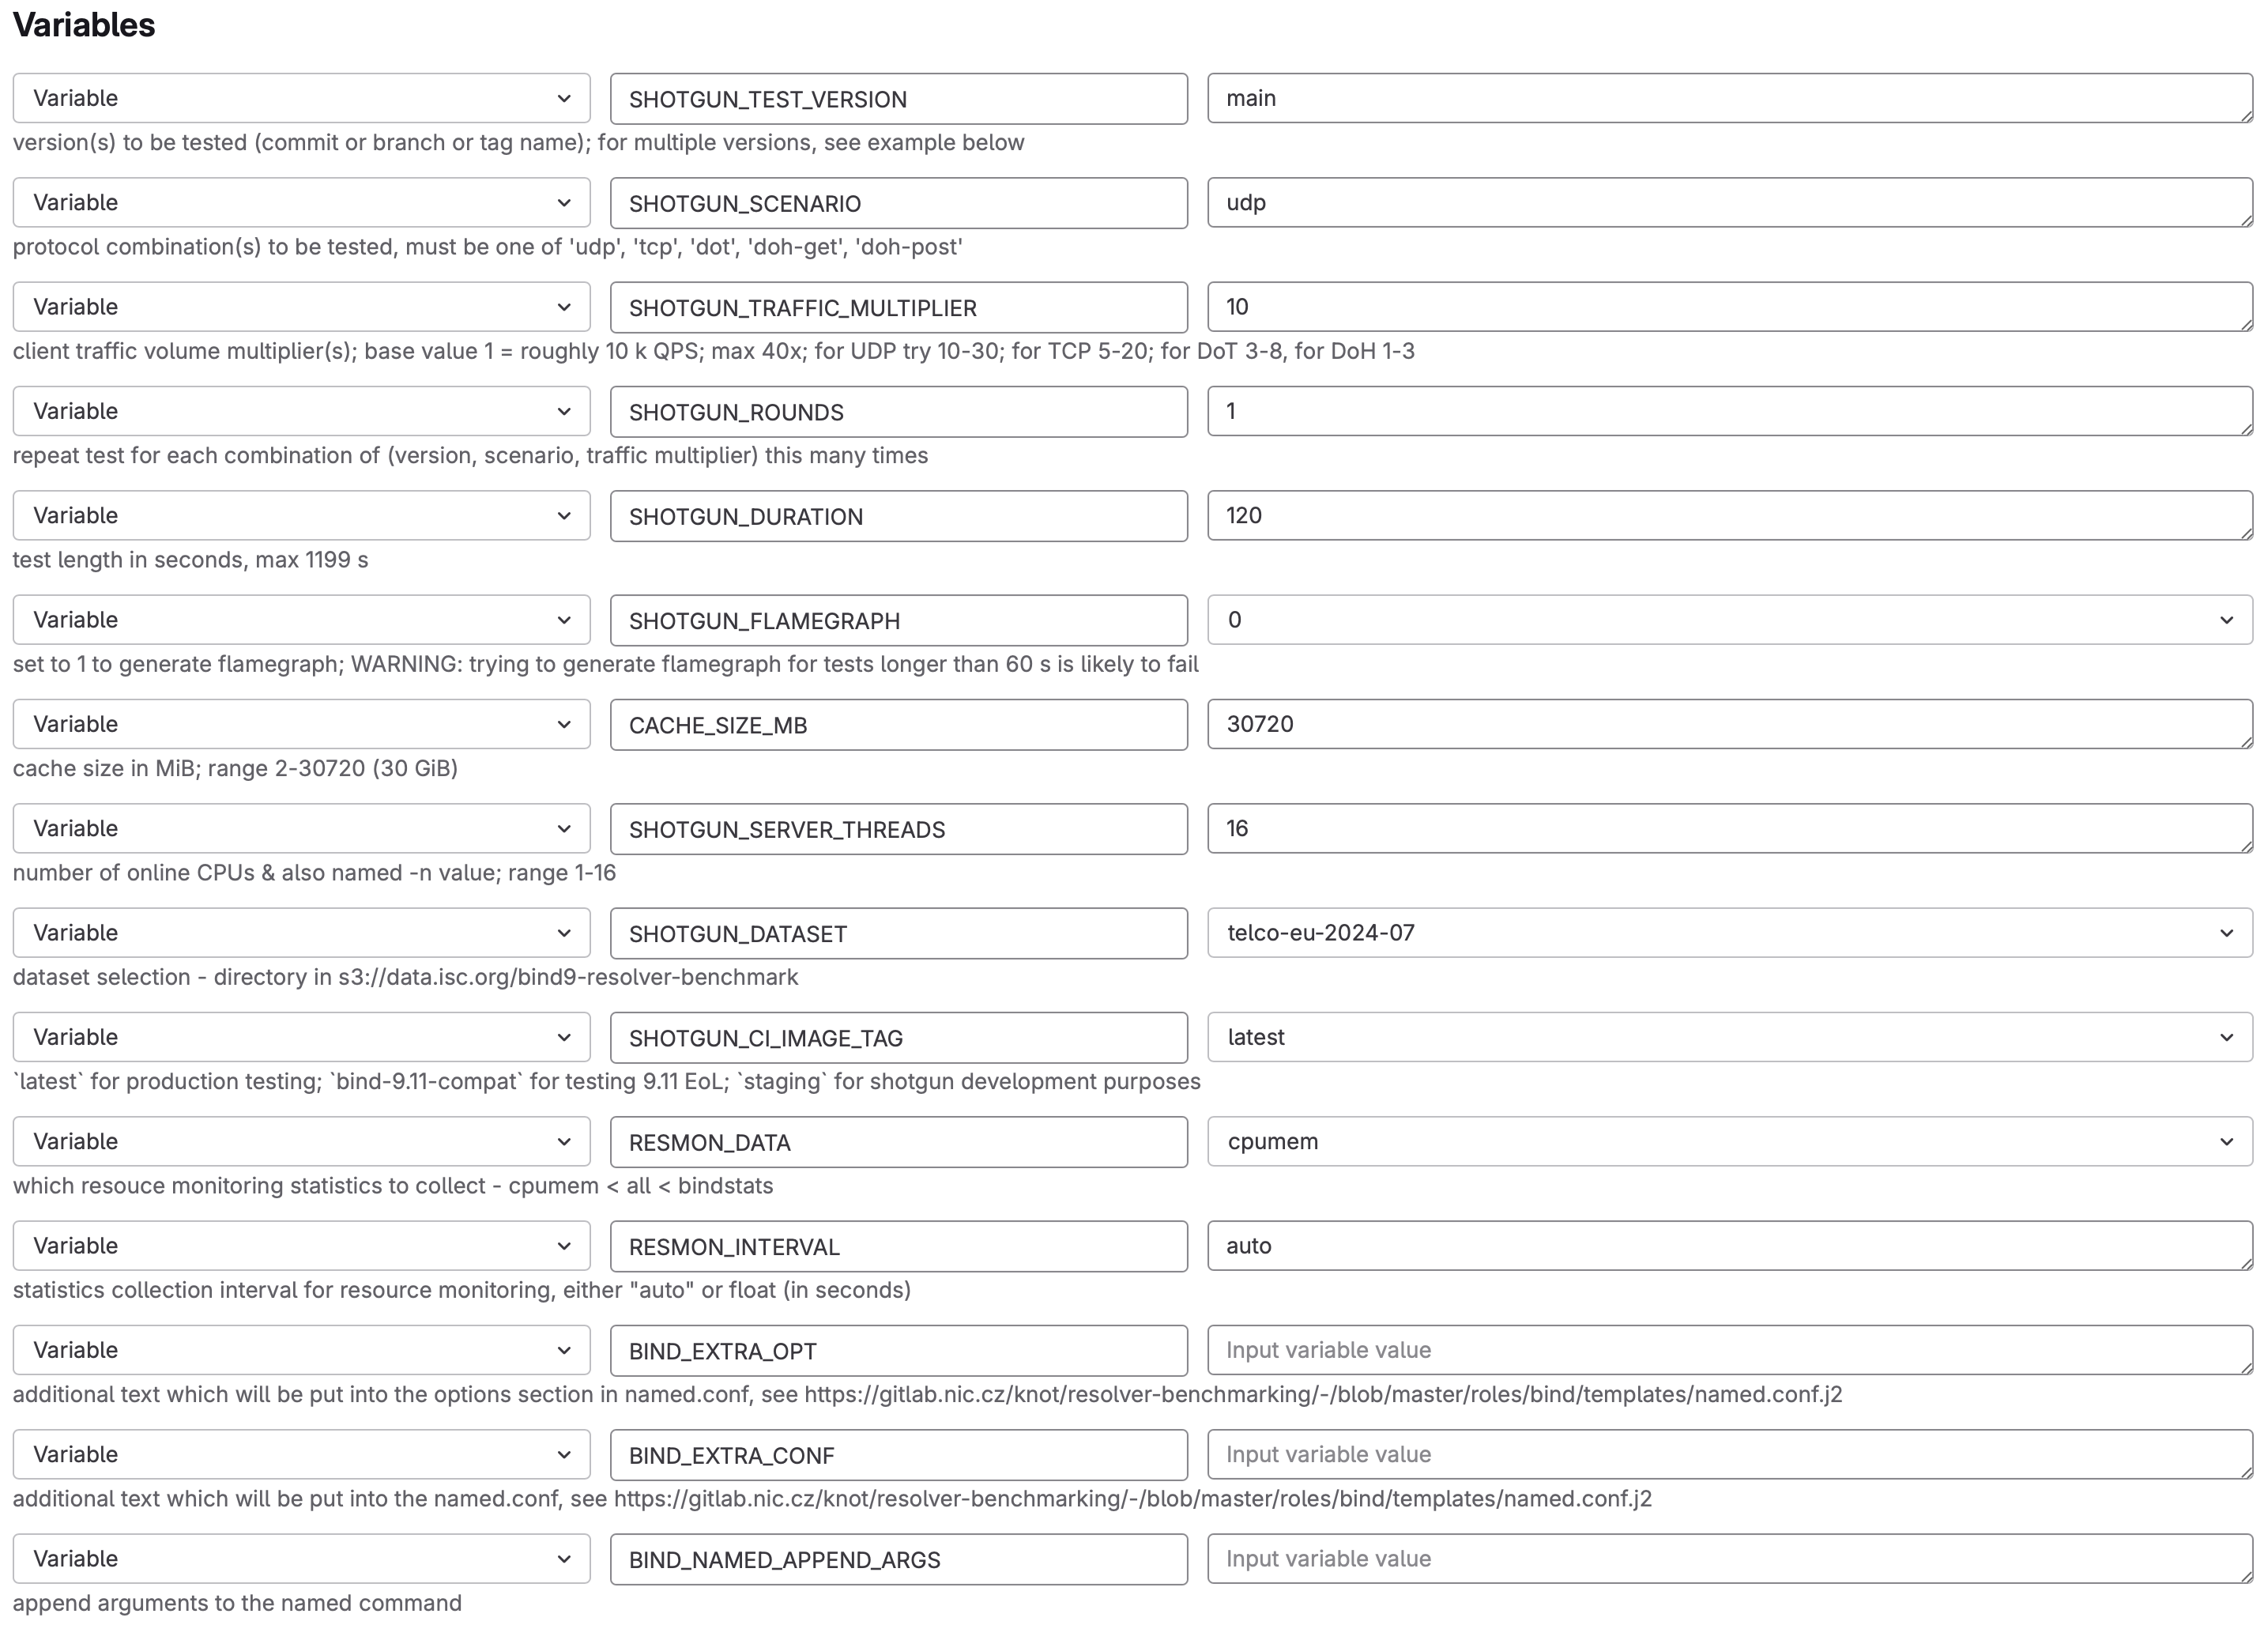 Variables
Variable SHOTGUN_TEST_VERSION main
version(s) to be tested (commit or branch or tag name); for multiple versions, see example below
Variable SHOTGUN_SCENARIO udp
protocol combination(s) to be tested, must be one of 'udp', 'tcp', 'dot', 'doh-get', 'doh-post'
Variable SHOTGUN_TRAFFIC_MULTIPLIER 10
client traffic volume multiplier(s); base value 1 = roughly 10 k QPS; max 40x; for UDP try 10-30; for TCP 5-20; for DoT 3-8, for DoH 1-3
Variable SHOTGUN_ROUNDS 1
repeat test for each combination of (version, scenario, traffic multiplier) this many times
Variable SHOTGUN_DURATION 120
test length in seconds, max 1199 s
Variable SHOTGUN_FLAMEGRAPH 0
set to 1 to generate flamegraph; WARNING: trying to generate flamegraph for tests longer than 60 s is likely to fail
Variable CACHE_SIZE_MB 30720
cache size in MiB; range 2-30720 (30 GiB)
Variable SHOTGUN_SERVER_THREADS 16
number of online CPUs & also named -n value; range 1-16
Variable SHOTGUN_DATASET telco-eu-2024-07
dataset selection - directory in s3://data.isc.org/bind9-resolver-benchmark
Variable SHOTGUN_CI_IMAGE_TAG latest
`latest` for production testing; `bind-9.11-compat` for testing 9.11 EoL; `staging` for shotgun development purposes
Variable RESMON_DATA cpumem
which resouce monitoring statistics to collect - cpumem < all < bindstats
Variable RESMON_INTERVAL auto
statistics collection interval for resource monitoring, either "auto" or float (in seconds)
Variable BIND_EXTRA_OPT Input variable value
additional text which will be put into the options section in named.conf, see https://gitlab.nic.cz/knot/resolver-benchmarking/-/blob/master/roles/bind/templates/named.conf.j2
Variable BIND_EXTRA_CONF Input variable value
additional text which will be put into the named.conf, see https://gitlab.nic.cz/knot/resolver-benchmarking/-/blob/master/roles/bind/templates/named.conf.j2
Variable BIND_NAMED_APPEND_ARGS Input variable value
append arguments to the named command